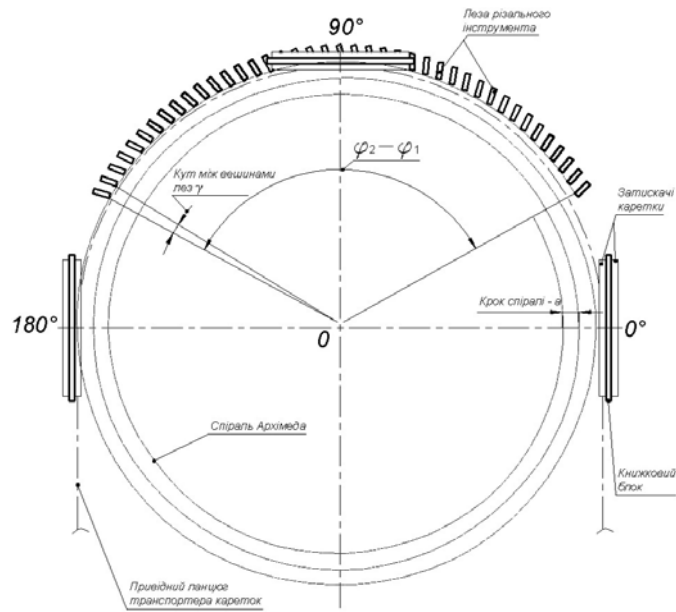 90°
Леза різального
інструмента
φ₂ — φ₁
Кут між вешинами
лез γ
Затискачі
каретки
Крок спіралі - а
180°
0
0°
Спіраль Архімеда
Книжковий
блок
Привідний ланцюг
транспортера кареток